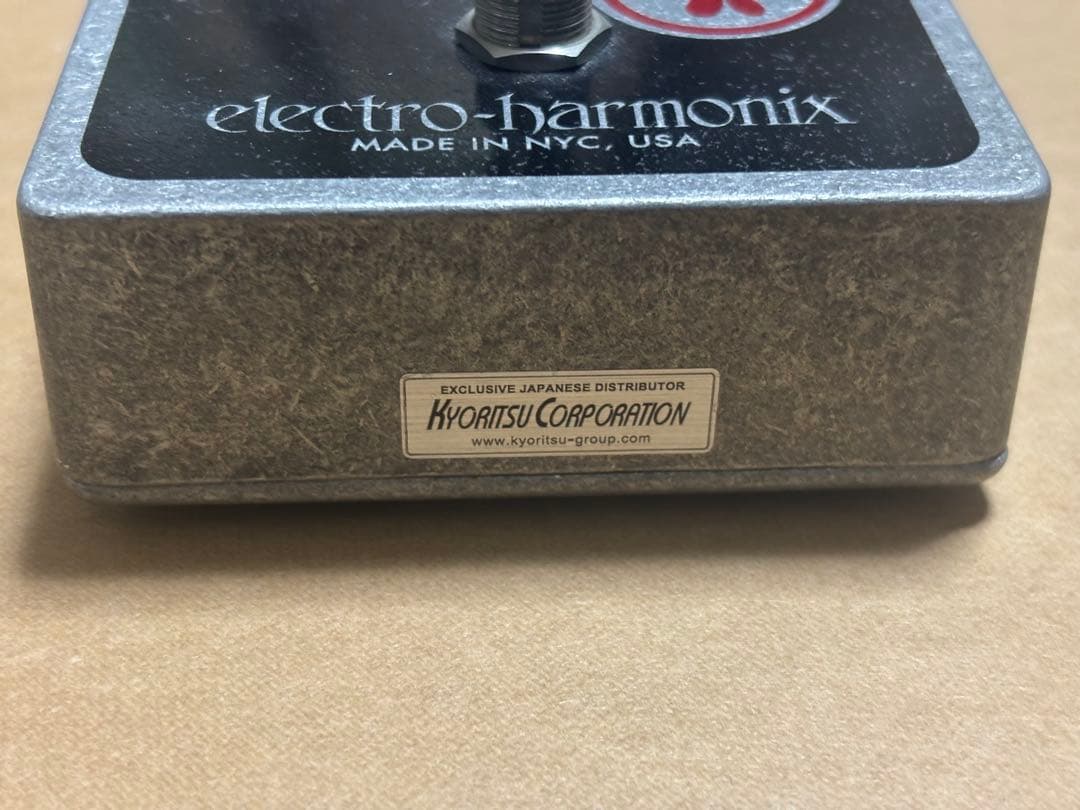 electro-harmonix
MADE IN NYC, USA
EXCLUSIVE JAPANESE DISTRIBUTOR
KYORITSU CORPORATION
www.kyoritsu-group.com